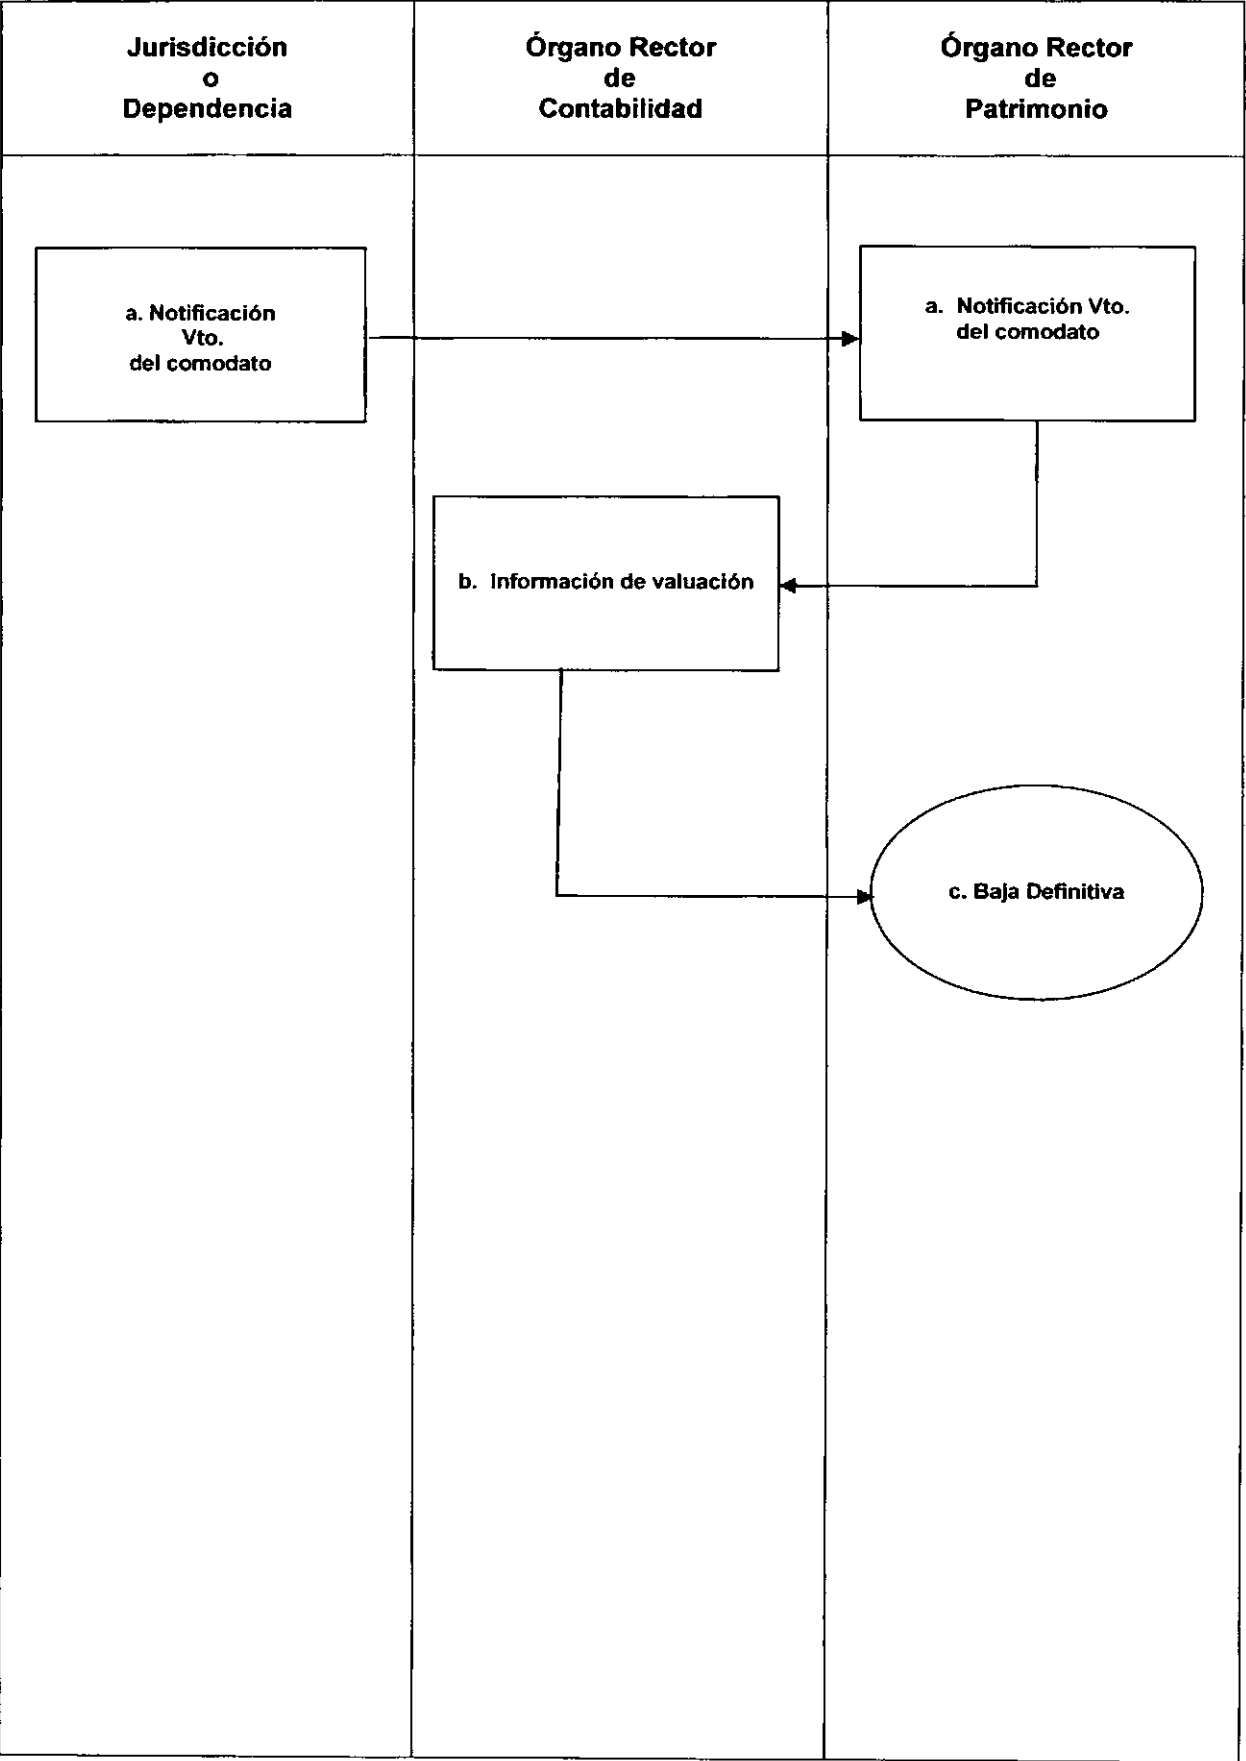 Jurisdicción
o
Dependencia
Órgano Rector
de
Contabilidad
Órgano Rector
de
Patrimonio
a. Notificación
Vto.
del comodato
a. Notificación Vto.
del comodato
b. Información de valuación
c. Baja Definitiva